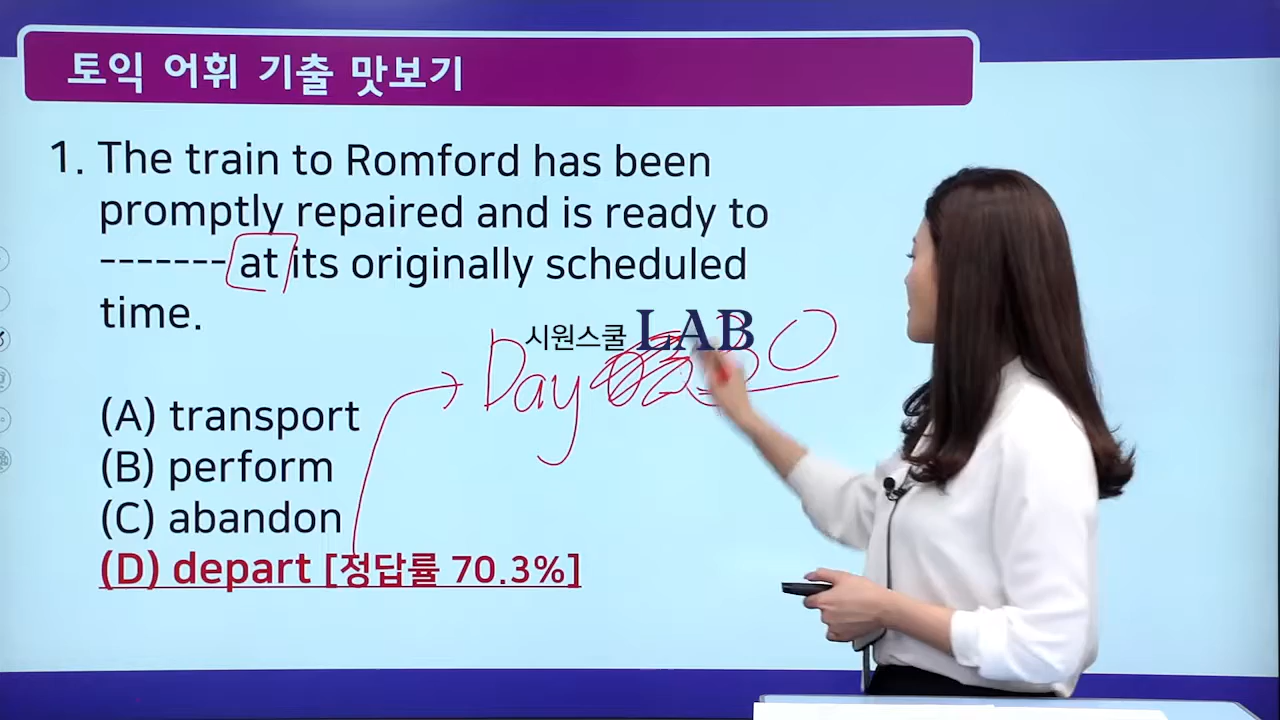 토익 어휘 기출 맛보기
1. The train to Romford has been
promptly repaired and is ready to
------- at its originally scheduled
time.
시원스쿨 LAB
Day 30
(A) transport
(B) perform
(C) abandon
(D) depart [정답률 70.3%]